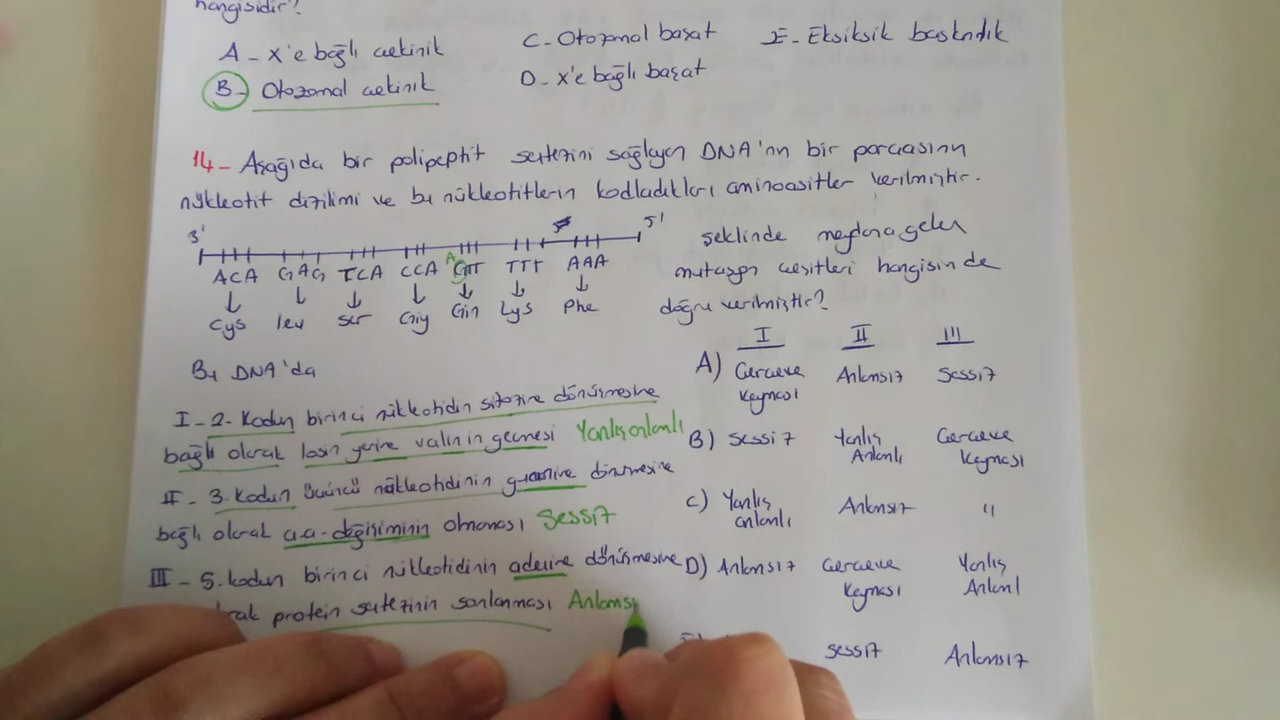 hangisidir?
A - X'e bağlı çekinik
C - Otozomal başat
E - Eksiksik baskınlık
B - Otozomal çekinik
D - X'e bağlı başat
14 - Aşağıda bir polipeptit sentezini sağlayan DNA'nın bir parçasının
nükleotit dizilimi ve bu nükleotitlerin kodladıkları aminoasitler verilmiştir.
3' 5'
ACA GAG TCA CCA GTT TTT AAA
A
Cys leu ser Gly Gln Lys Phe
şeklinde meydana gelen
mutasyon çeşitleri hangisinde
doğru verilmiştir?
Bu DNA'da
I - 2. Kodun birinci nükleotidin sitozine dönüşmesine
bağlı olarak lösin yerine valinin geçmesi Yanlış anlamlı
II - 3. Kodun üçüncü nükleotidinin guanine dönüşmesine
bağlı olarak a.a. değişiminin olmaması Sessiz
III - 5. kodun birinci nükleotidinin adenine dönüşmesine
protein sentezinin sonlanması Anlamsı
I II III
A) Çerçeve Kayması Anlamsız Sessiz
B) Sessiz Yanlış Anlamlı Çerçeve Kayması
C) Yanlış anlamlı Anlamsız "
D) Anlamsız Çerçeve Kayması Yanlış Anlaml
Sessiz Anlamsız